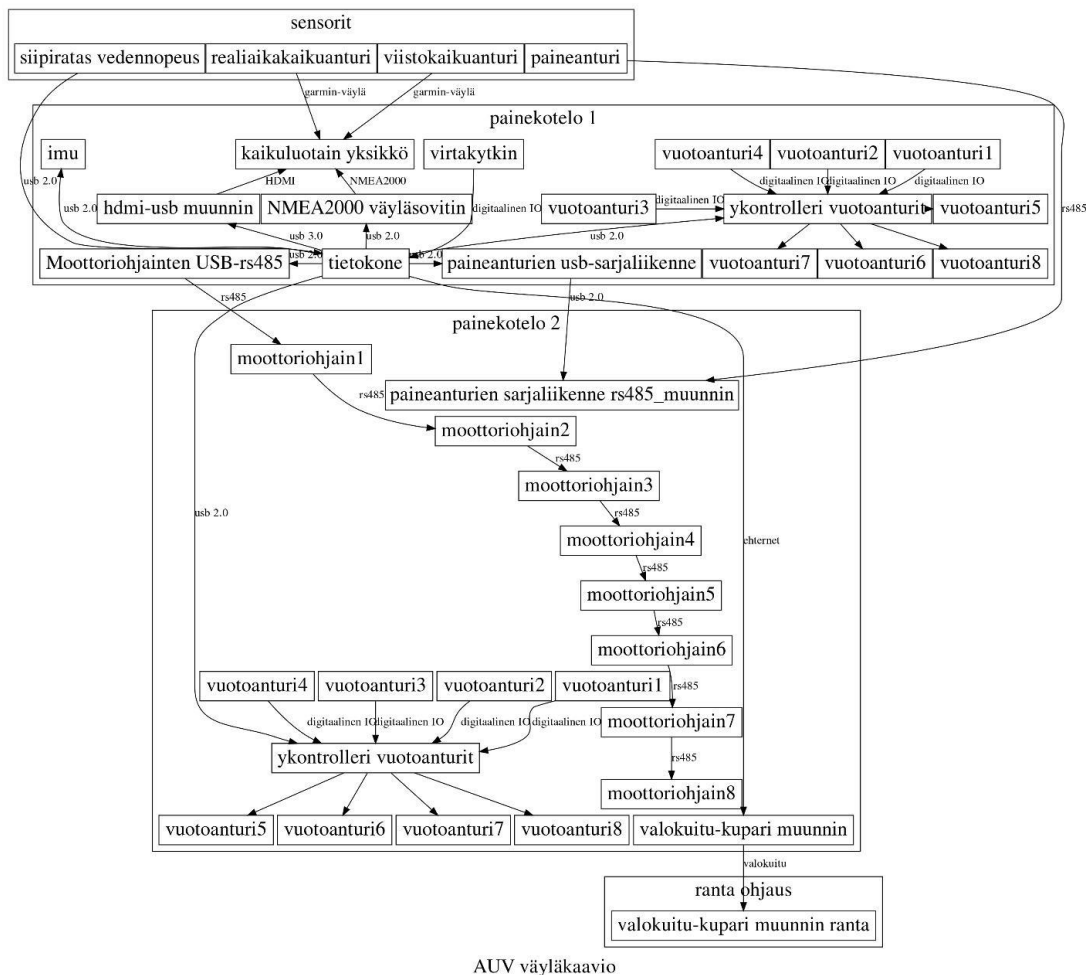 sensorit
siipiratas vedennopeus
realiaikakaikuanturi
viistokaikuanturi
paineanturi
garmin-väylä
garmin-väylä
painekotelo 1
imu
kaikuluotain yksikkö
virtakytkin
vuotoanturi4
vuotoanturi2
vuotoanturi1
usb 2.0
HDMI
NMEA2000
digitaalinen IO
digitaalinen IO
digitaalinen IO
usb 2.0
hdmi-usb muunnin
NMEA2000 väyläsovitin
digitaalinen IO
vuotoanturi3
digitaalinen IO
ykontrolleri vuotoanturit
vuotoanturi5
rs485
usb 3.0
usb 2.0
usb 2.0
Moottoriohjainten USB-rs485
usb 2.0
tietokone
usb 2.0
paineanturien usb-sarjaliikenne
vuotoanturi7
vuotoanturi6
vuotoanturi8
rs485
usb 2.0
painekotelo 2
moottoriohjain1
rs485
paineanturien sarjaliikenne rs485_muunnin
moottoriohjain2
rs485
moottoriohjain3
rs485
usb 2.0
moottoriohjain4
ehternet
rs485
moottoriohjain5
rs485
moottoriohjain6
vuotoanturi4
vuotoanturi3
vuotoanturi2
vuotoanturi1
rs485
digitaalinen IO
digitaalinen IO
digitaalinen IO
digitaalinen IO
moottoriohjain7
ykontrolleri vuotoanturit
rs485
moottoriohjain8
vuotoanturi5
vuotoanturi6
vuotoanturi7
vuotoanturi8
valokuitu-kupari muunnin
valokuitu
ranta ohjaus
valokuitu-kupari muunnin ranta
AUV väyläkaavio